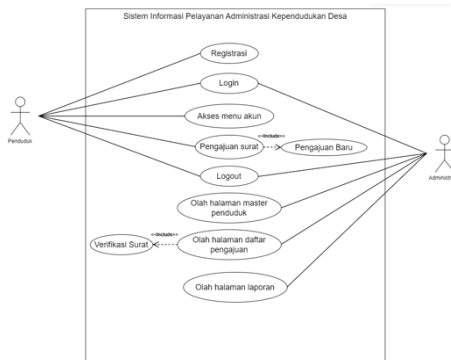 Sistem Informasi Pelayanan Administrasi Kependudukan Desa
Registrasi
Login
Akses menu akun
Penduduk
Pengajuan surat
<<Include>>
Pengajuan Baru
Administr
Logout
Olah halaman master
penduduk
Verifikasi Surat
<<Include>>
Olah halaman daftar
pengajuan
Olah halaman laporan